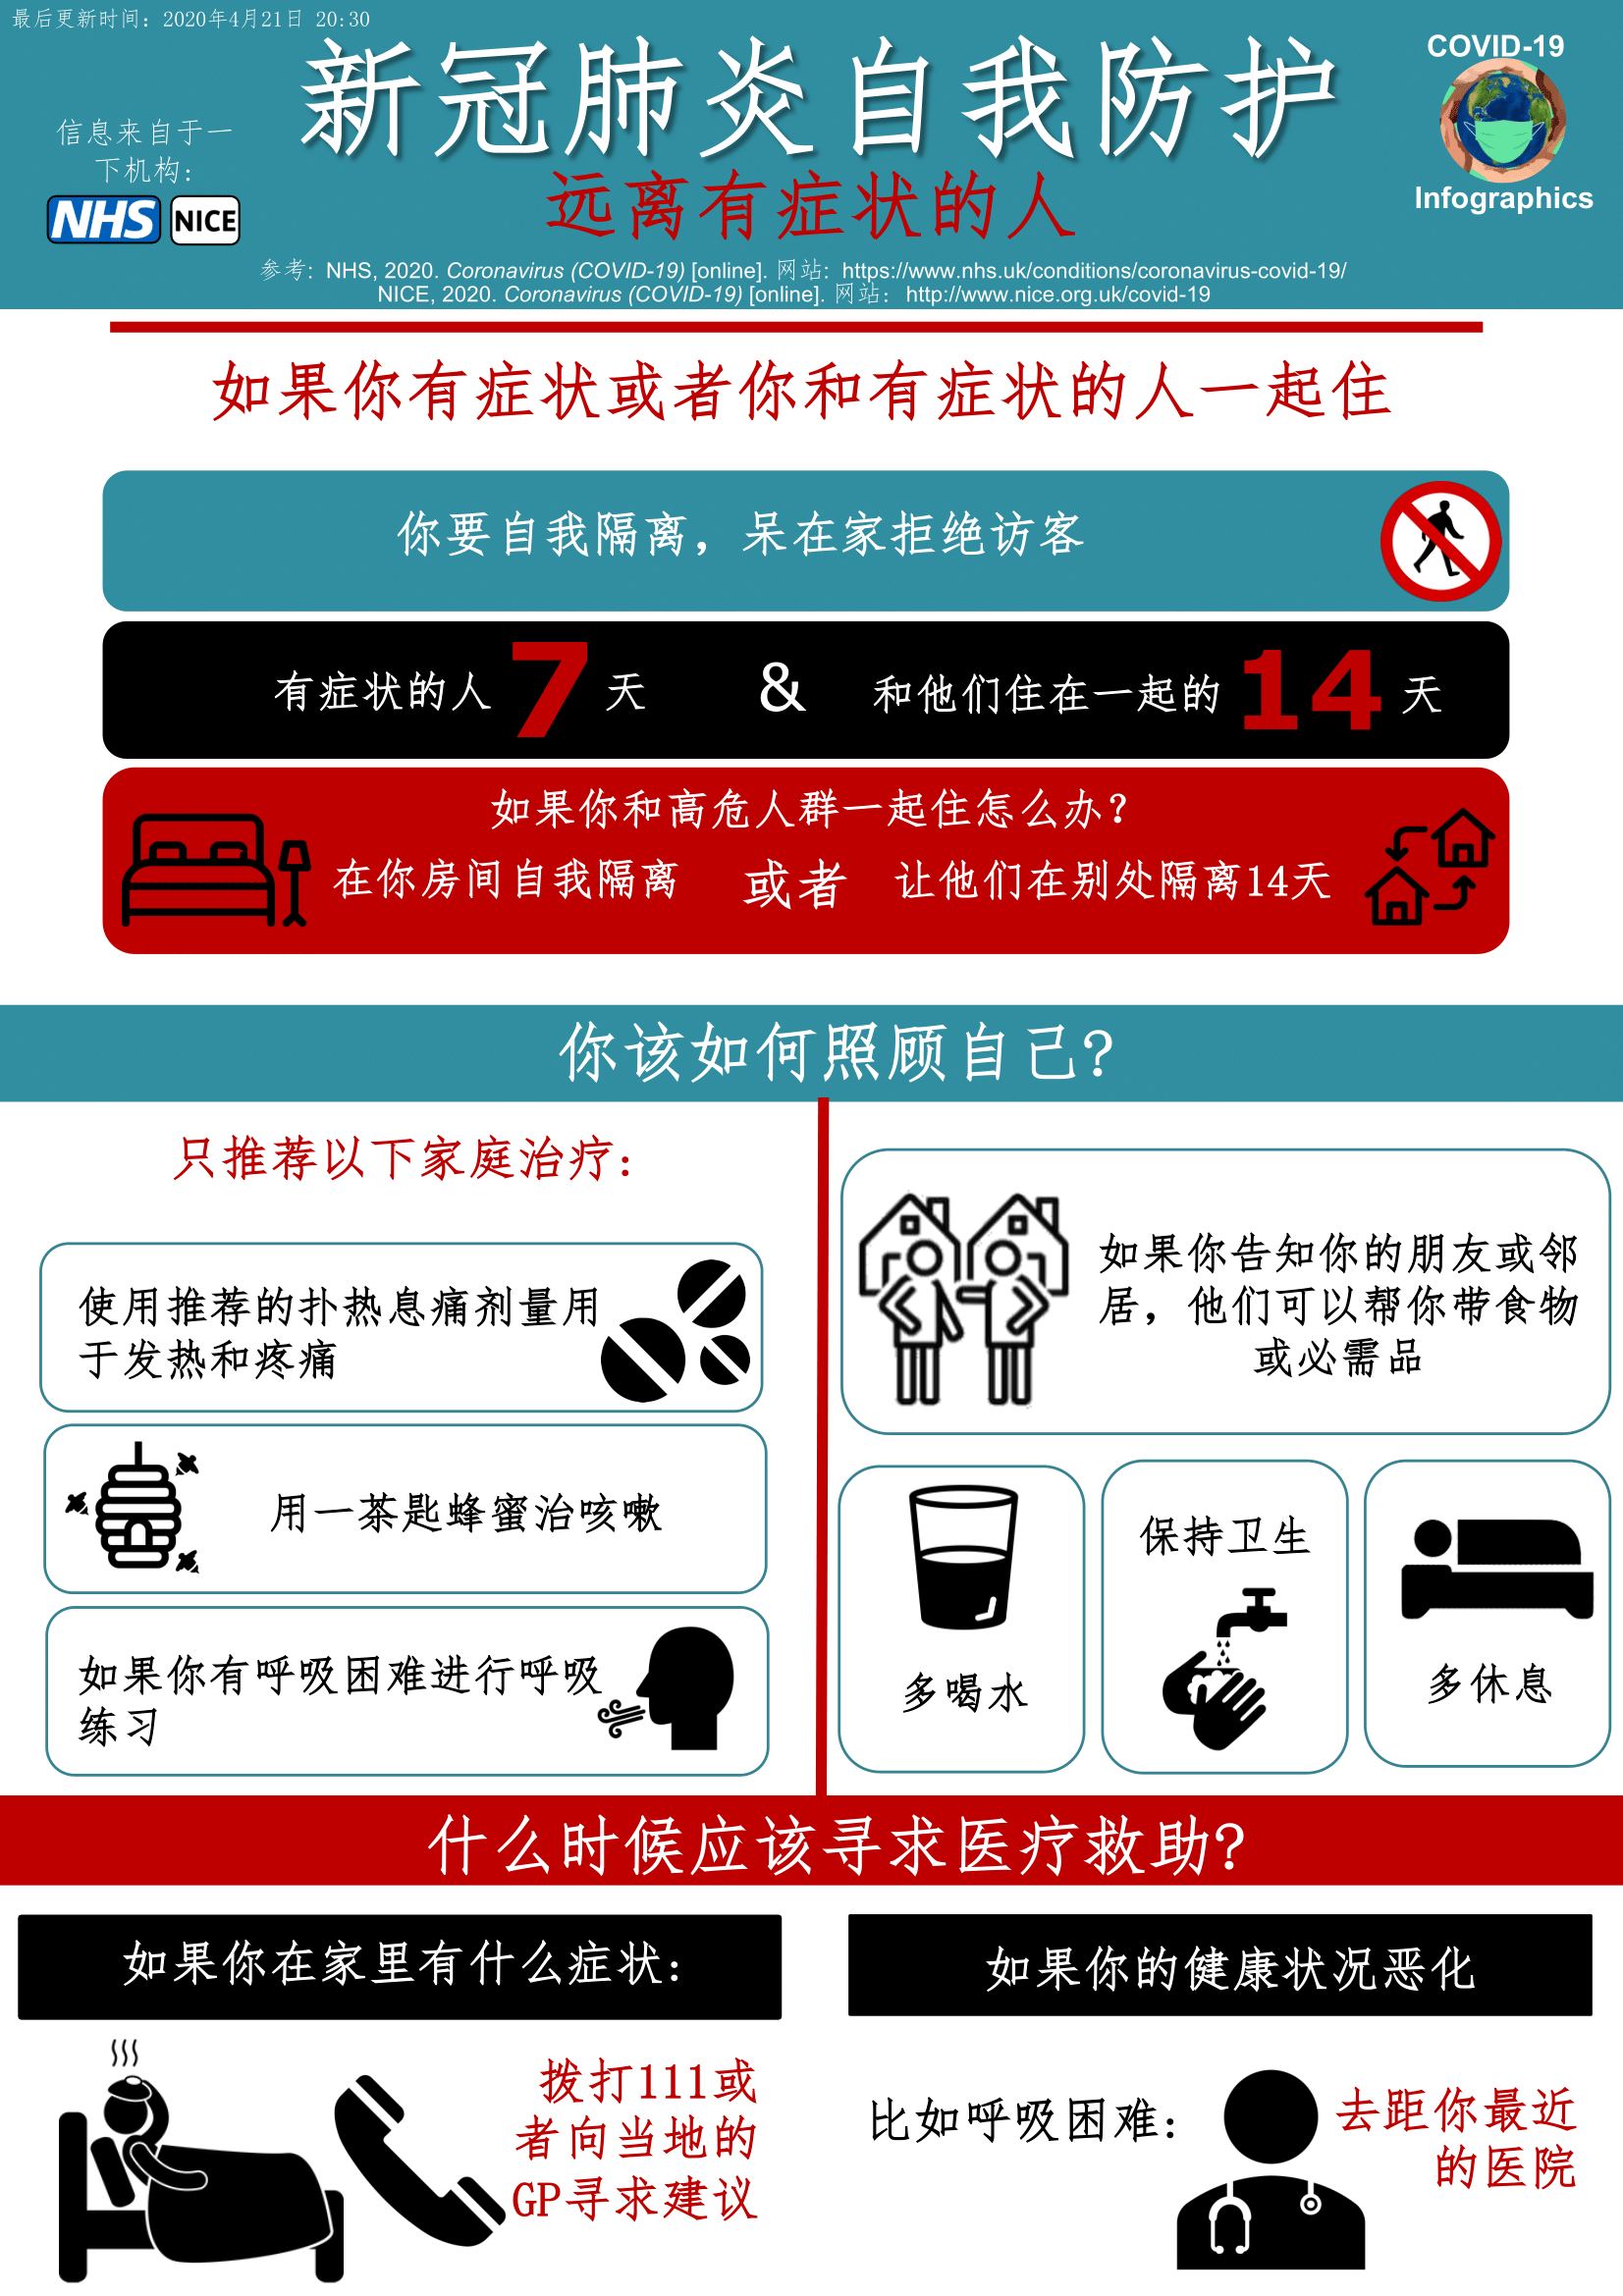 最后更新时间：2020年4月21日 20:30
新冠肺炎自我防护
COVID-19
Infographics
信息来自于一
下机构：
NHS NICE
远离有症状的人
参考：NHS, 2020. Coronavirus (COVID-19) [online]. 网站：https://www.nhs.uk/conditions/coronavirus-covid-19/
NICE, 2020. Coronavirus (COVID-19) [online]. 网站：http://www.nice.org.uk/covid-19
如果你有症状或者你和有症状的人一起住
你要自我隔离，呆在家拒绝访客
有症状的人 7 天 & 和他们住在一起的 14 天
如果你和高危人群一起住怎么办？
在你房间自我隔离 或者 让他们在别处隔离14天
你该如何照顾自己?
只推荐以下家庭治疗：
使用推荐的扑热息痛剂量用
于发热和疼痛
用一茶匙蜂蜜治咳嗽
如果你有呼吸困难进行呼吸
练习
如果你告知你的朋友或邻
居，他们可以帮你带食物
或必需品
多喝水
保持卫生
多休息
什么时候应该寻求医疗救助?
如果你在家里有什么症状：
拨打111或
者向当地的
GP寻求建议
如果你的健康状况恶化
比如呼吸困难：
去距你最近
的医院